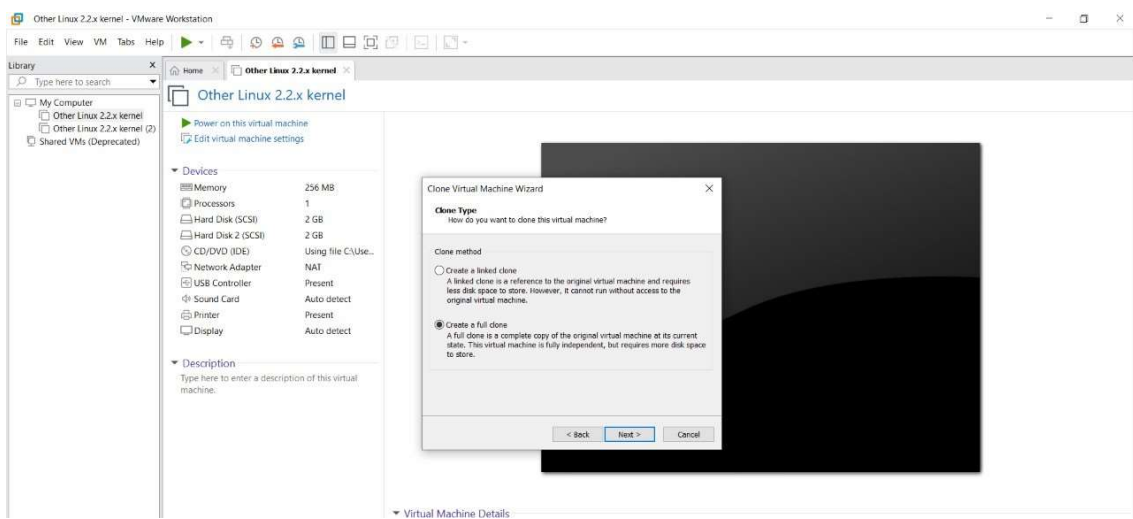 Other Linux 2.2.x kernel - VMware Workstation
File Edit View VM Tabs Help
Library
Type here to search
My Computer
Other Linux 2.2.x kernel
Other Linux 2.2.x kernel (2)
Shared VMs (Deprecated)
Home
Other Linux 2.2.x kernel
Other Linux 2.2.x kernel
Power on this virtual machine
Edit virtual machine settings
Devices
Memory 256 MB
Processors 1
Hard Disk (SCSI) 2 GB
Hard Disk 2 (SCSI) 2 GB
CD/DVD (IDE) Using file C:\Use...
Network Adapter NAT
USB Controller Present
Sound Card Auto detect
Printer Present
Display Auto detect
Description
Type here to enter a description of this virtual
machine.
Clone Virtual Machine Wizard
Clone Type
How do you want to clone this virtual machine?
Clone method
Create a linked clone
A linked clone is a reference to the original virtual machine and requires
less disk space to store. However, it cannot run without access to the
original virtual machine.
Create a full clone
A full clone is a complete copy of the original virtual machine at its current
state. This virtual machine is fully independent, but requires more disk space
to store.
< Back Next > Cancel
Virtual Machine Details